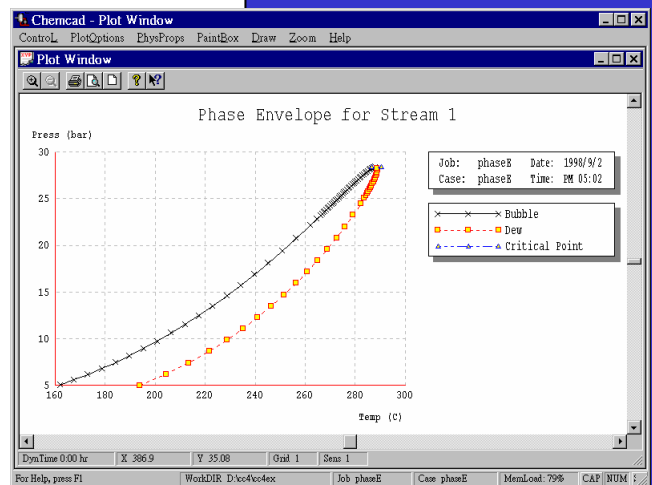 Chemcad - Plot Window
ControL PlotOptions PhysProps PaintBox Draw Zoom Help
Plot Window
Phase Envelope for Stream 1
Press (bar)
30
25
20
15
10
5
160 180 200 220 240 260 280 300
Temp (C)
Job: phaseE Date: 1998/9/2
Case: phaseE Time: PM 05:02
Bubble
Dew
Critical Point
DynTime 0:00 hr X 386.9 Y 35.08 Grid 1 Sens 1
For Help, press F1 WorkDIR D:\cc4\cc4ex Job phaseE Case phaseE MemLoad: 79% CAP NUM